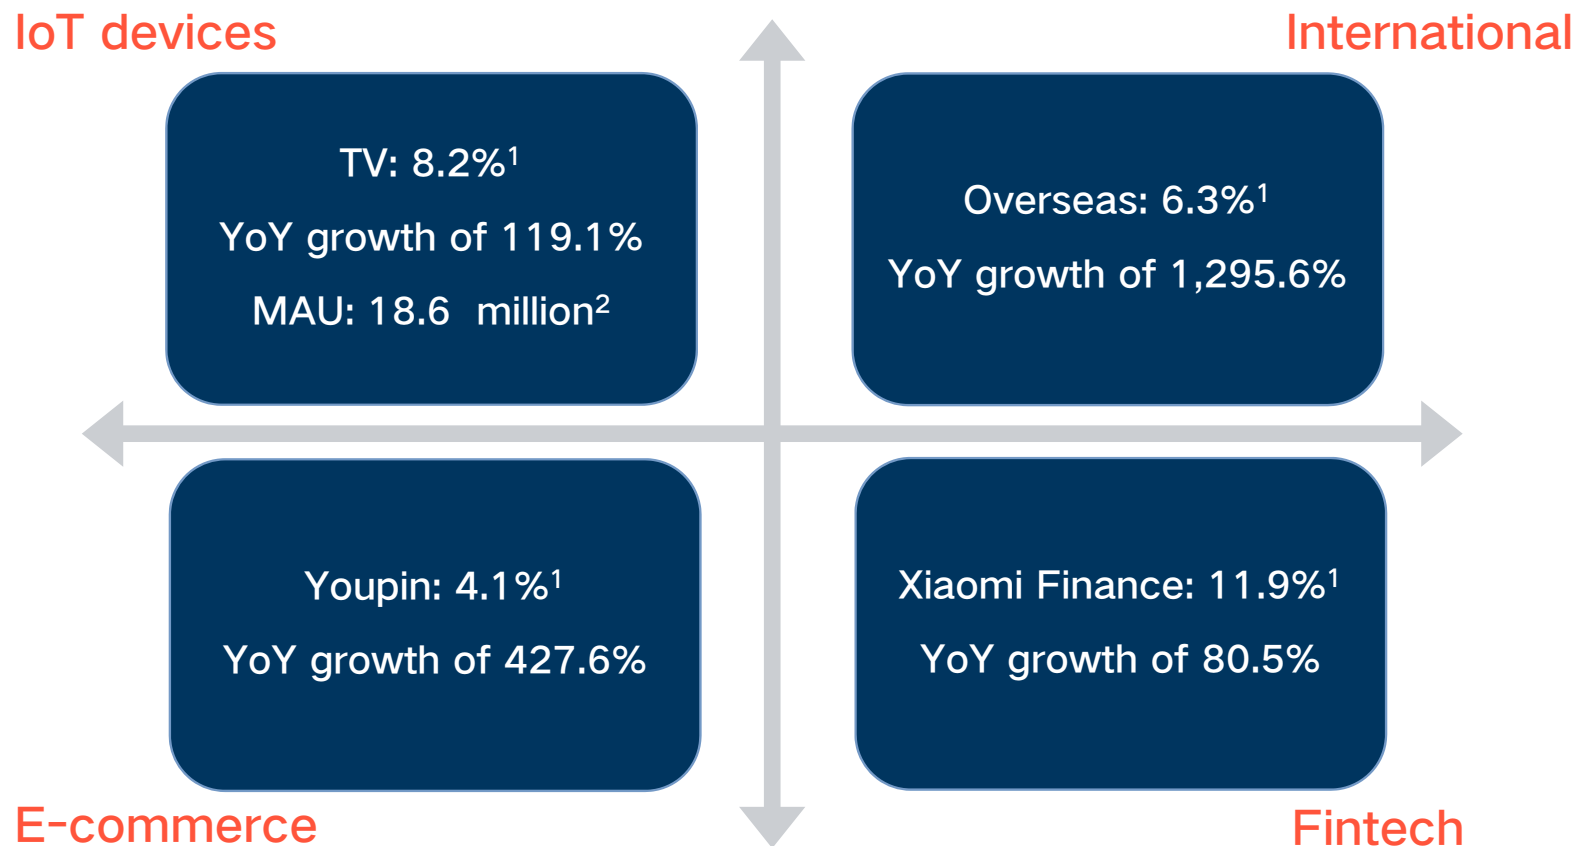 IoT devices
International
TV: 8.2%¹
YoY growth of 119.1%
MAU: 18.6 million²
Overseas: 6.3%¹
YoY growth of 1,295.6%
Youpin: 4.1%¹
YoY growth of 427.6%
Xiaomi Finance: 11.9%¹
YoY growth of 80.5%
E-commerce
Fintech